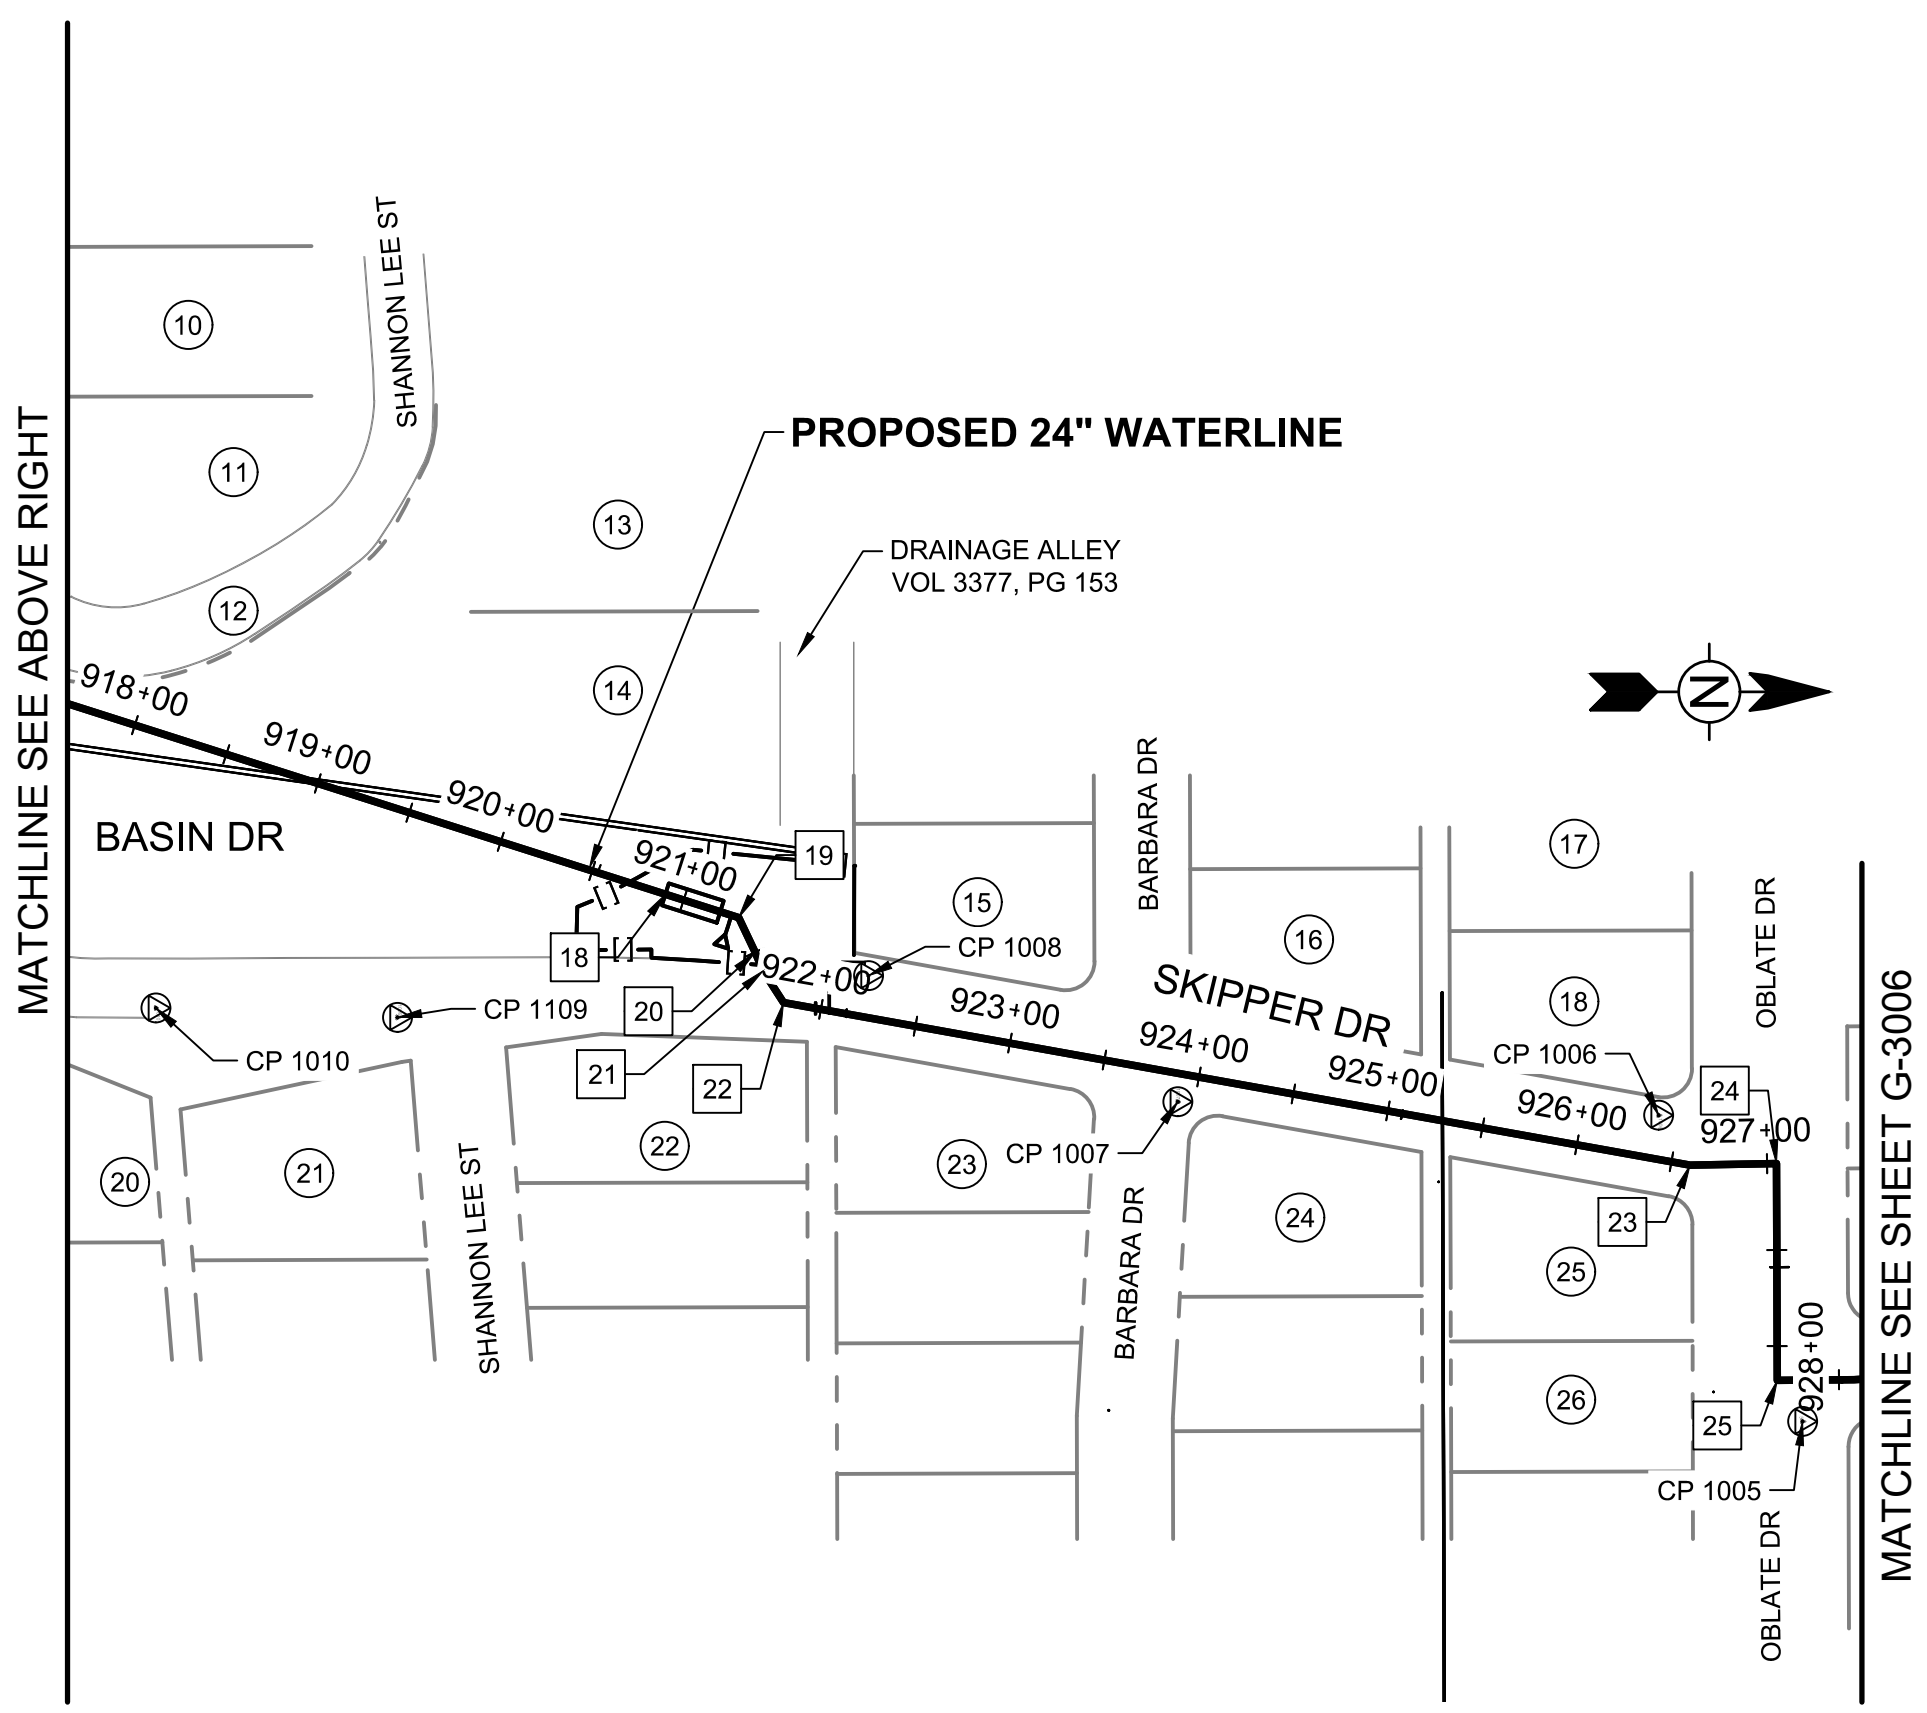 SHANNON LEE ST
10
PROPOSED 24" WATERLINE
11
13
DRAINAGE ALLEY
VOL 3377, PG 153
12
MATCHLINE SEE ABOVE RIGHT
918+00
14
N
919+00
920+00
BASIN DR
BARBARA DR
17
921+00
19
15
16
OBLATE DR
18
CP 1008
922+00
SKIPPER DR
18
CP 1010
CP 1109
20
923+00
924+00
CP 1006
21
22
925+00
24
926+00
927+00
20
21
22
23
CP 1007
24
23
SHANNON LEE ST
BARBARA DR
25
MATCHLINE SEE SHEET G-3006
928+00
26
25
CP 1005
OBLATE DR